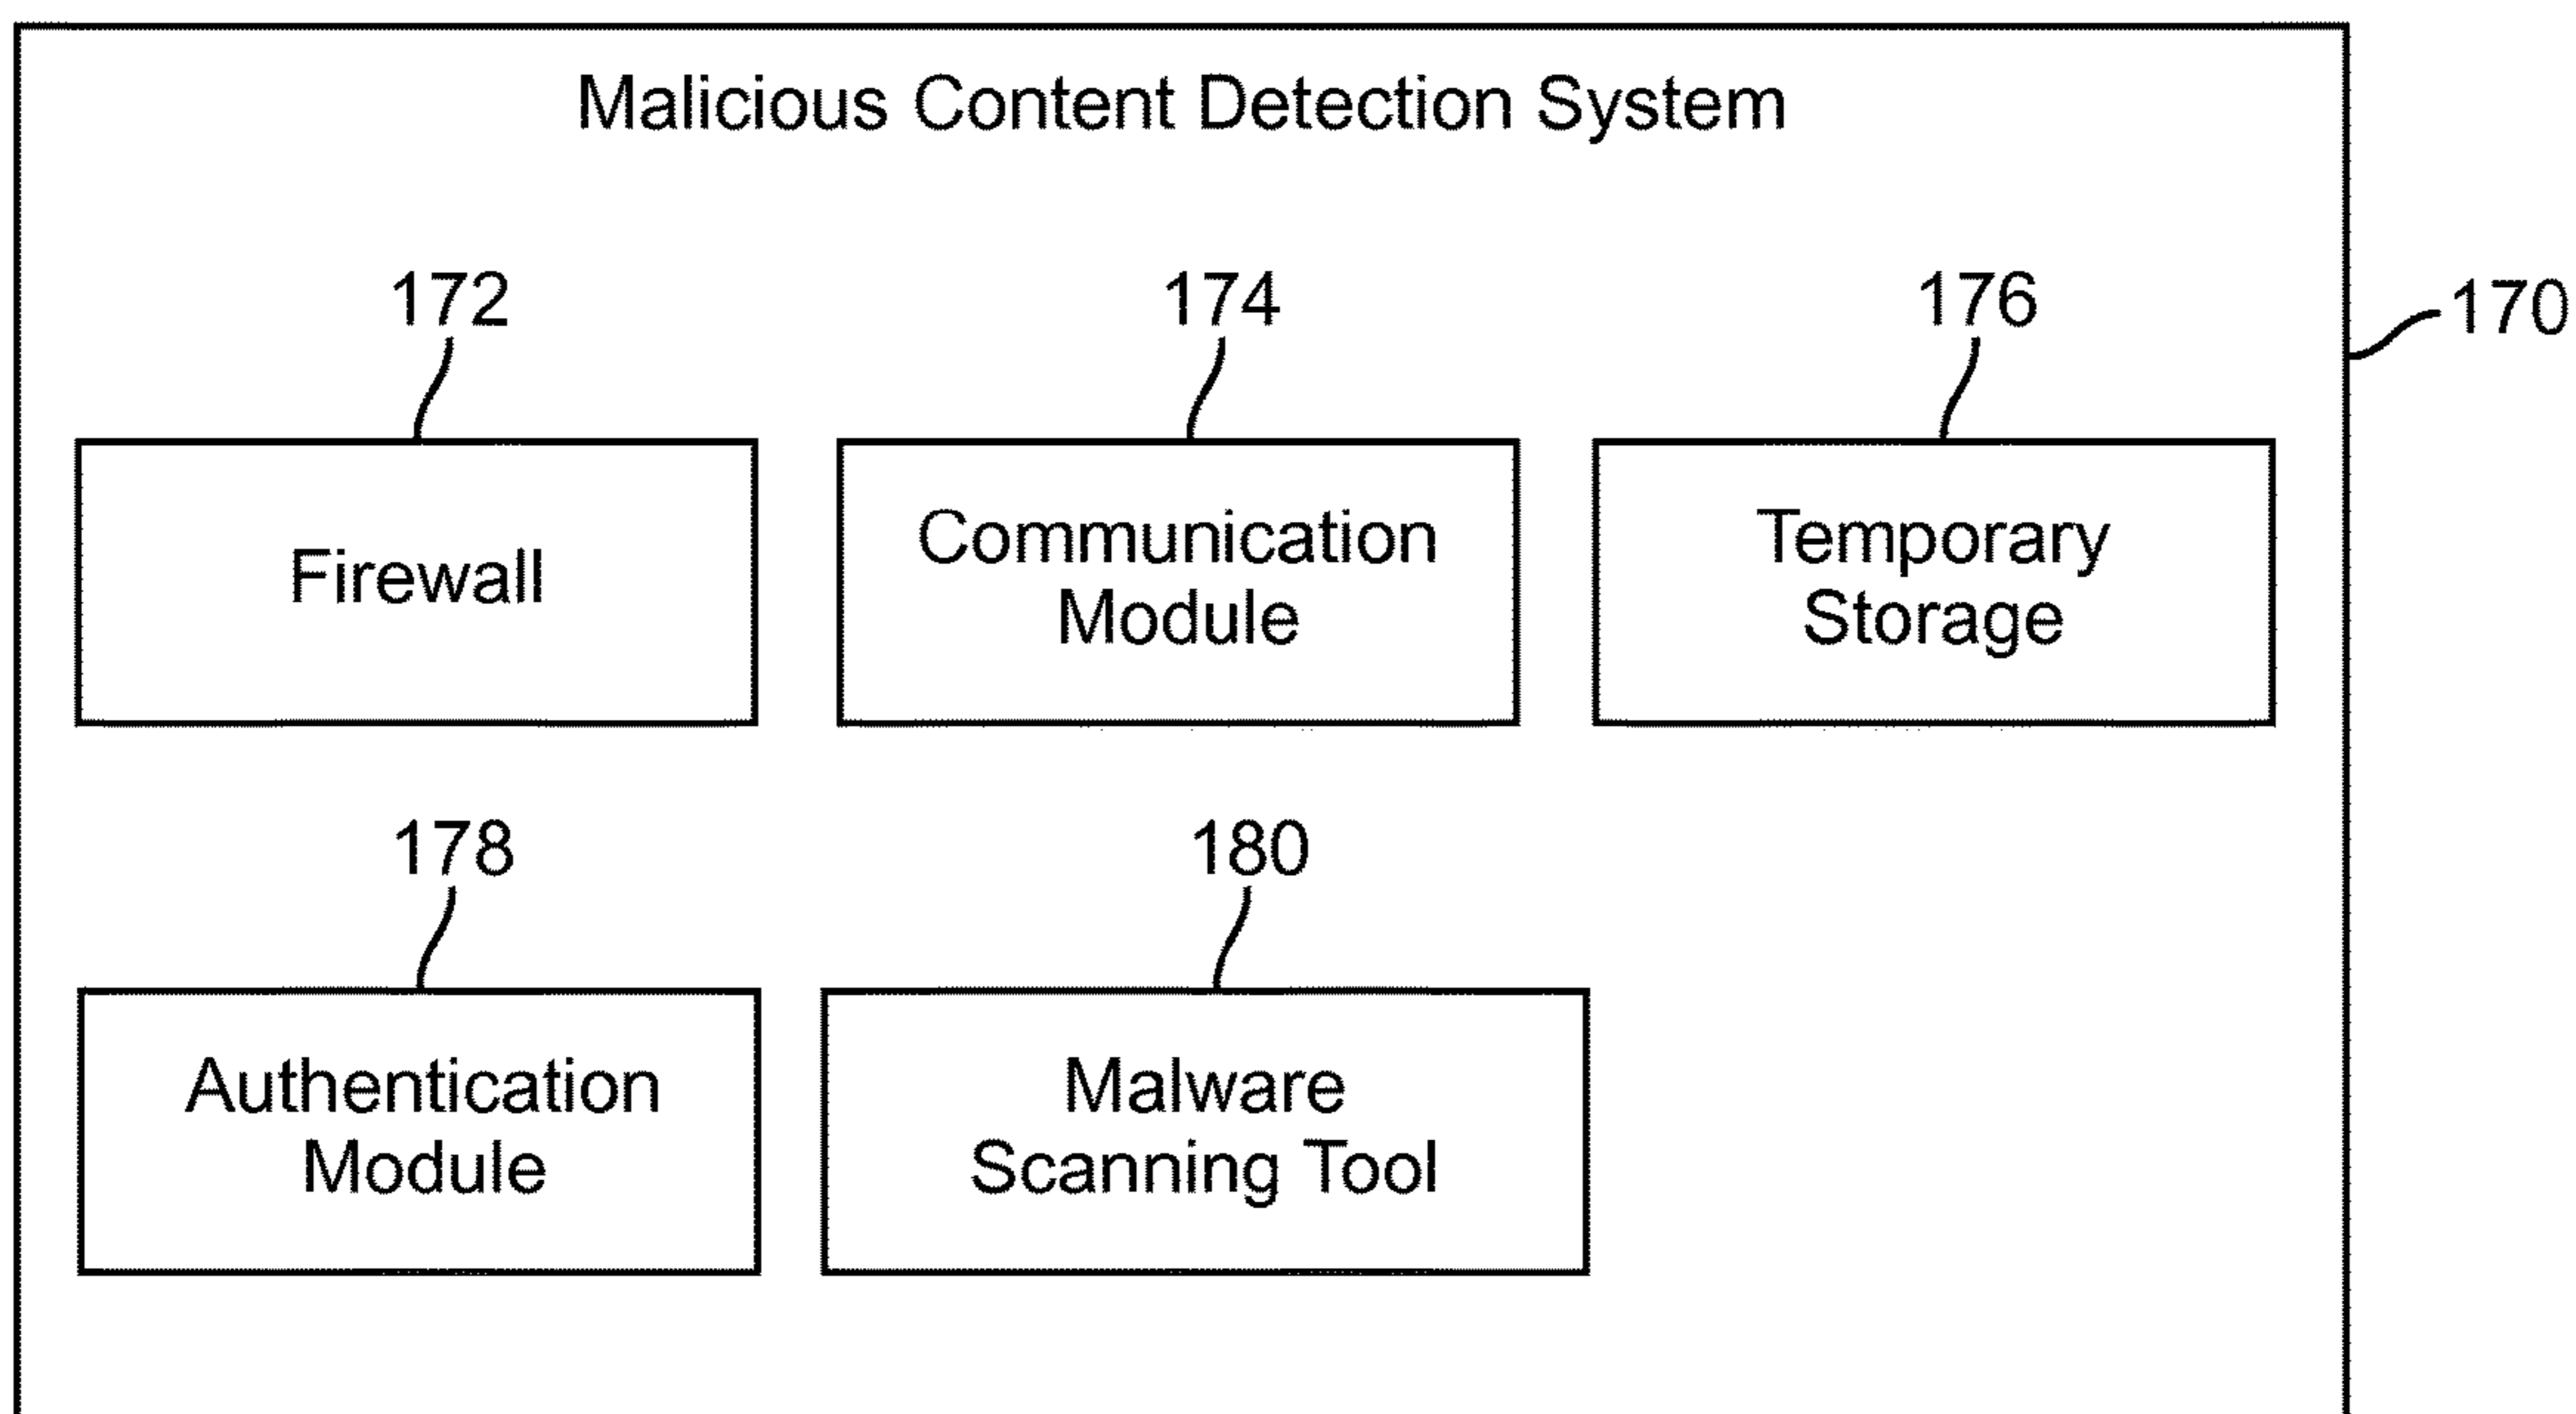 Malicious Content Detection System
172
174
176
170
Firewall
Communication
Module
Temporary
Storage
178
180
Authentication
Module
Malware
Scanning Tool